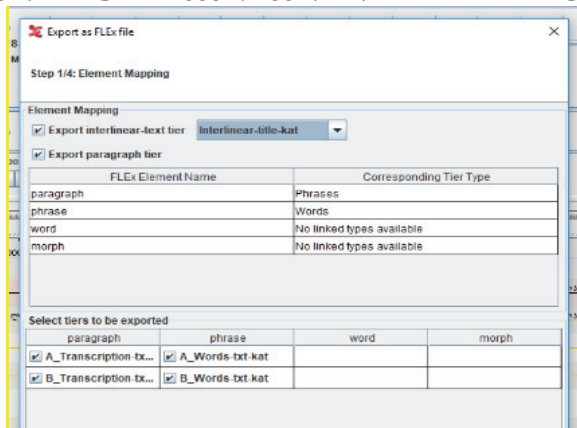 Export as FLEx file
Step 1/4: Element Mapping
Element Mapping
Export interlinear-text tier Interlinear-title-kat
Export paragraph tier
FLEx Element Name Corresponding Tier Type
paragraph Phrases
phrase Words
word No linked types available
morph No linked types available
Select tiers to be exported
paragraph phrase word morph
A_Transcription-tx... A_Words-txt-kat
B_Transcription-tx... B_Words-txt-kat